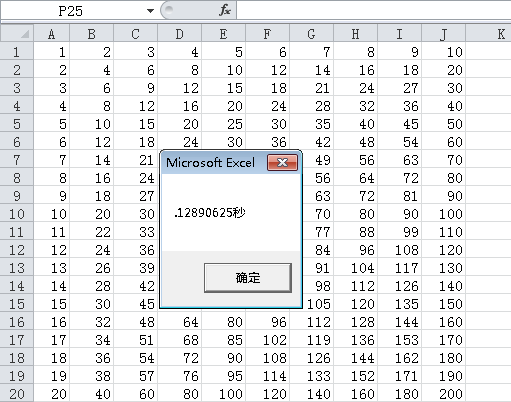 P25 fx
A B C D E F G H I J K
1 1 2 3 4 5 6 7 8 9 10
2 2 4 6 8 10 12 14 16 18 20
3 3 6 9 12 15 18 21 24 27 30
4 4 8 12 16 20 24 28 32 36 40
5 5 10 15 20 25 30 35 40 45 50
6 6 12 18 24 30 36 42 48 54 60
7 7 14 21 Microsoft Excel 49 56 63 70
8 8 16 24 56 64 72 80
9 9 18 27 63 72 81 90
10 10 20 30 .12890625秒 70 80 90 100
11 11 22 33 77 88 99 110
12 12 24 36 84 96 108 120
13 13 26 39 确定 91 104 117 130
14 14 28 42 98 112 126 140
15 15 30 45 105 120 135 150
16 16 32 48 64 80 96 112 128 144 160
17 17 34 51 68 85 102 119 136 153 170
18 18 36 54 72 90 108 126 144 162 180
19 19 38 57 76 95 114 133 152 171 190
20 20 40 60 80 100 120 140 160 180 200